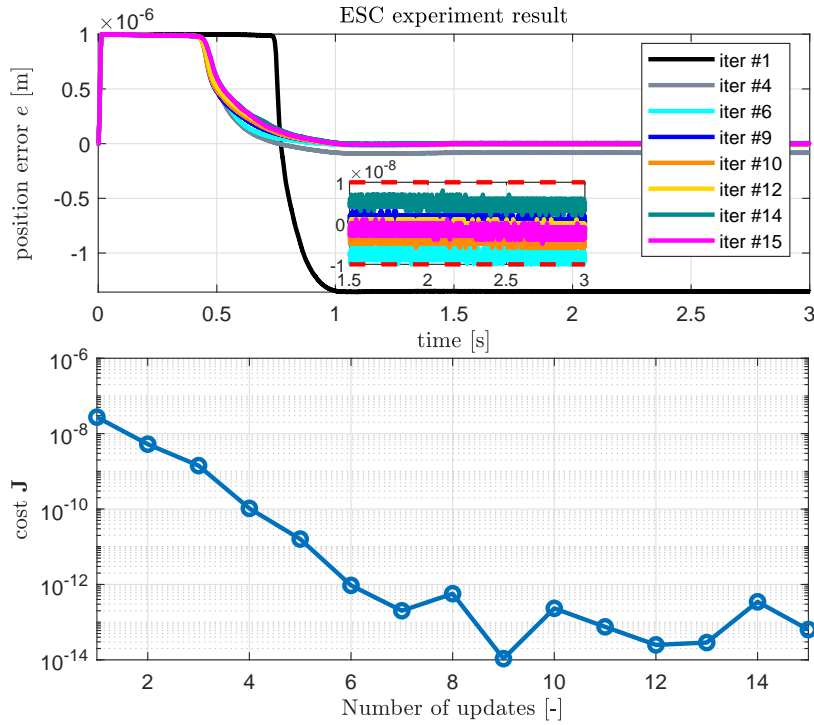 ESC experiment result
×10^-6
1
0.5
0
-0.5
-1
position error e [m]
iter #1
iter #4
iter #6
iter #9
iter #10
iter #12
iter #14
iter #15
×10^-8
1
0
-1
1.5
2
2.5
3
0
0.5
1
1.5
2
2.5
3
time [s]
10^-6
10^-8
10^-10
10^-12
10^-14
cost J
2
4
6
8
10
12
14
Number of updates [-]